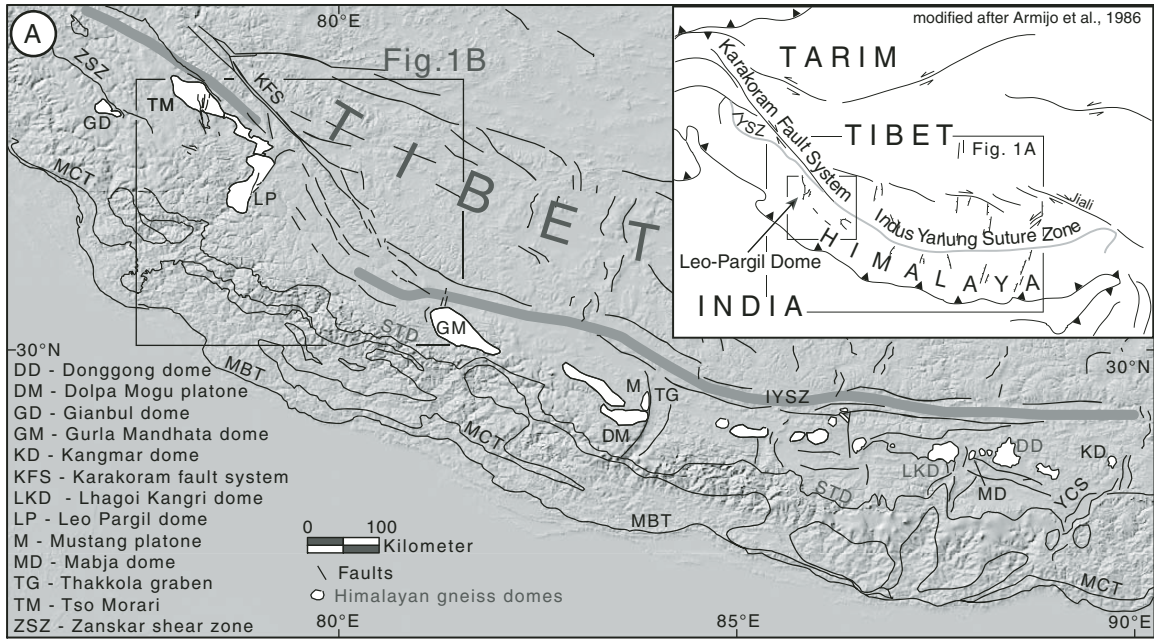 A
80°E
Fig.1B
ZSZ
KFS
TM
GD
TIBET
MCT
LP
modified after Armijo et al., 1986
TARIM
Karakoram Fault System
IYSZ
TIBET
Fig. 1A
Jiali
Indus Yarlung Suture Zone
Leo-Pargil Dome
HIMALAYA
INDIA
GM
STD
30°N
30°N
MBT
M
TG
IYSZ
DM
MCT
DD
KD
LKD
MD
YCS
STD
MBT
MCT
DD - Donggong dome
DM - Dolpa Mogu platone
GD - Gianbul dome
GM - Gurla Mandhata dome
KD - Kangmar dome
KFS - Karakoram fault system
LKD - Lhagoi Kangri dome
LP - Leo Pargil dome
M - Mustang platone
MD - Mabja dome
TG - Thakkola graben
TM - Tso Morari
ZSZ - Zanskar shear zone
0 100
Kilometer
Faults
Himalayan gneiss domes
80°E
85°E
90°E